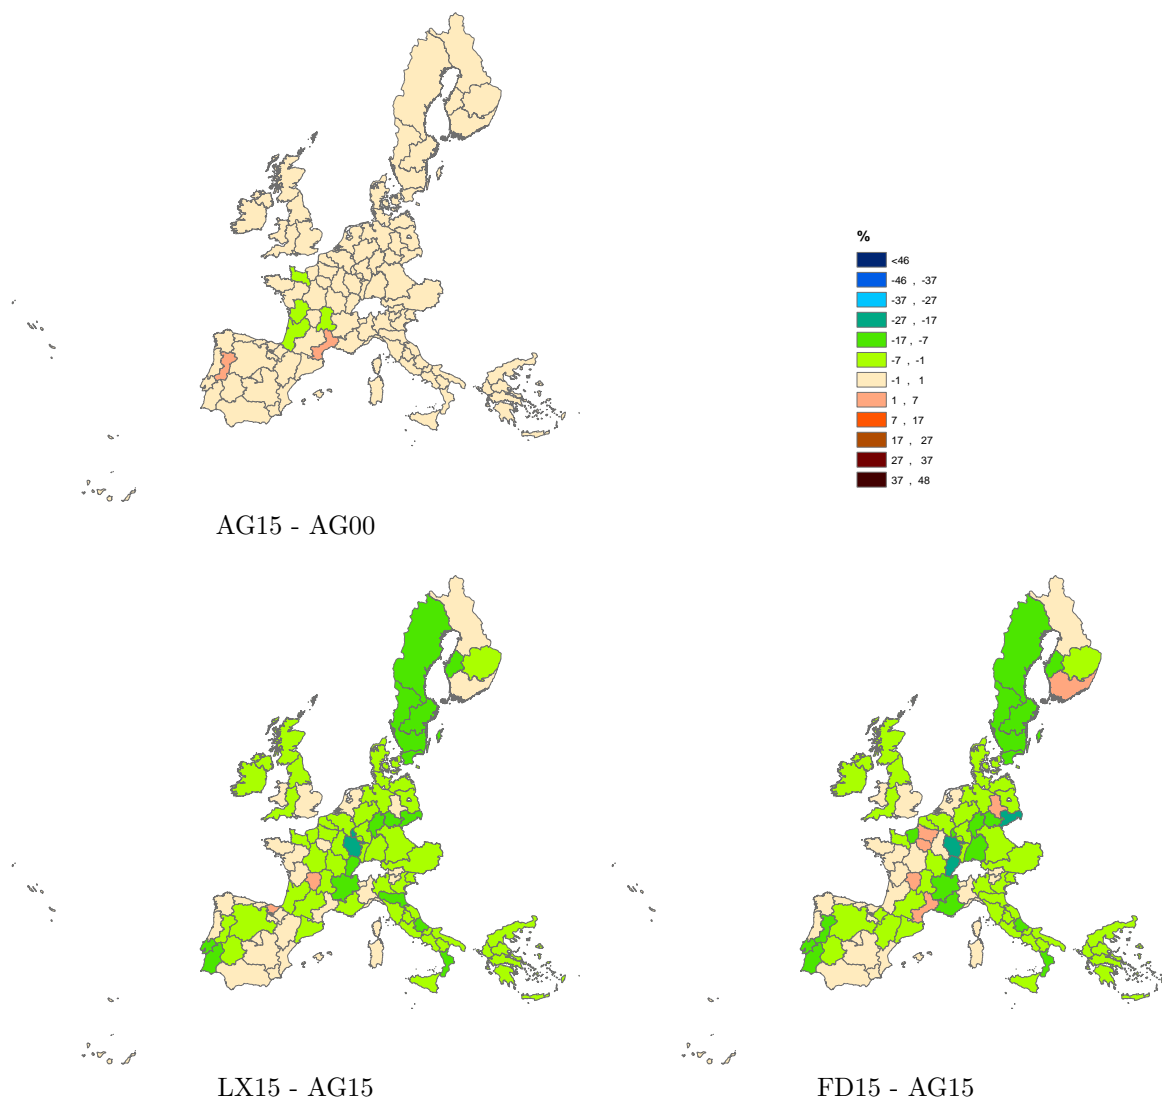 %
<46
-46 , -37
-37 , -27
-27 , -17
-17 , -7
-7 , -1
-1 , 1
1 , 7
7 , 17
17 , 27
27 , 37
37 , 48
AG15 - AG00
LX15 - AG15
FD15 - AG15